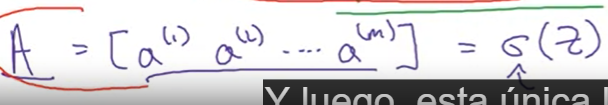 A = [a⁽¹⁾ a⁽²⁾ .... a⁽ᵐ⁾] = σ(Z)
Y luego, esta única